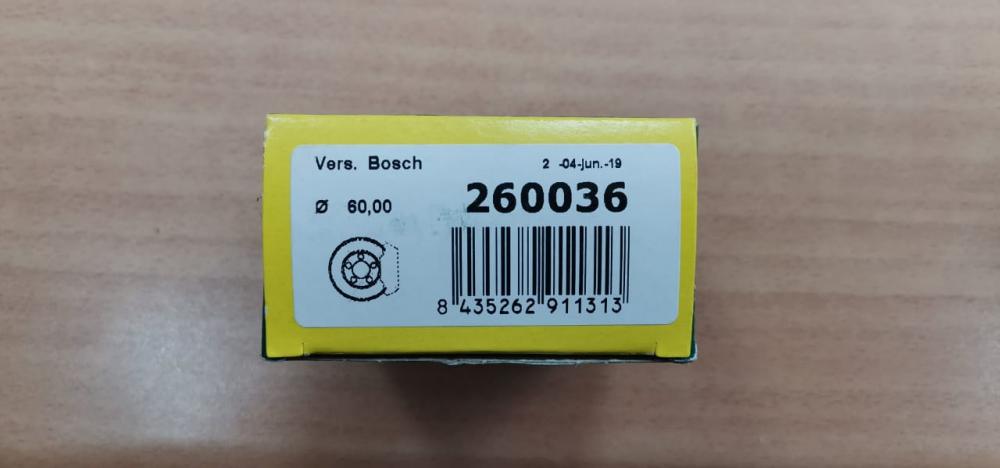 Vers. Bosch 2 -04-jun.-19
Ø 60,00 260036
8 435262 911313